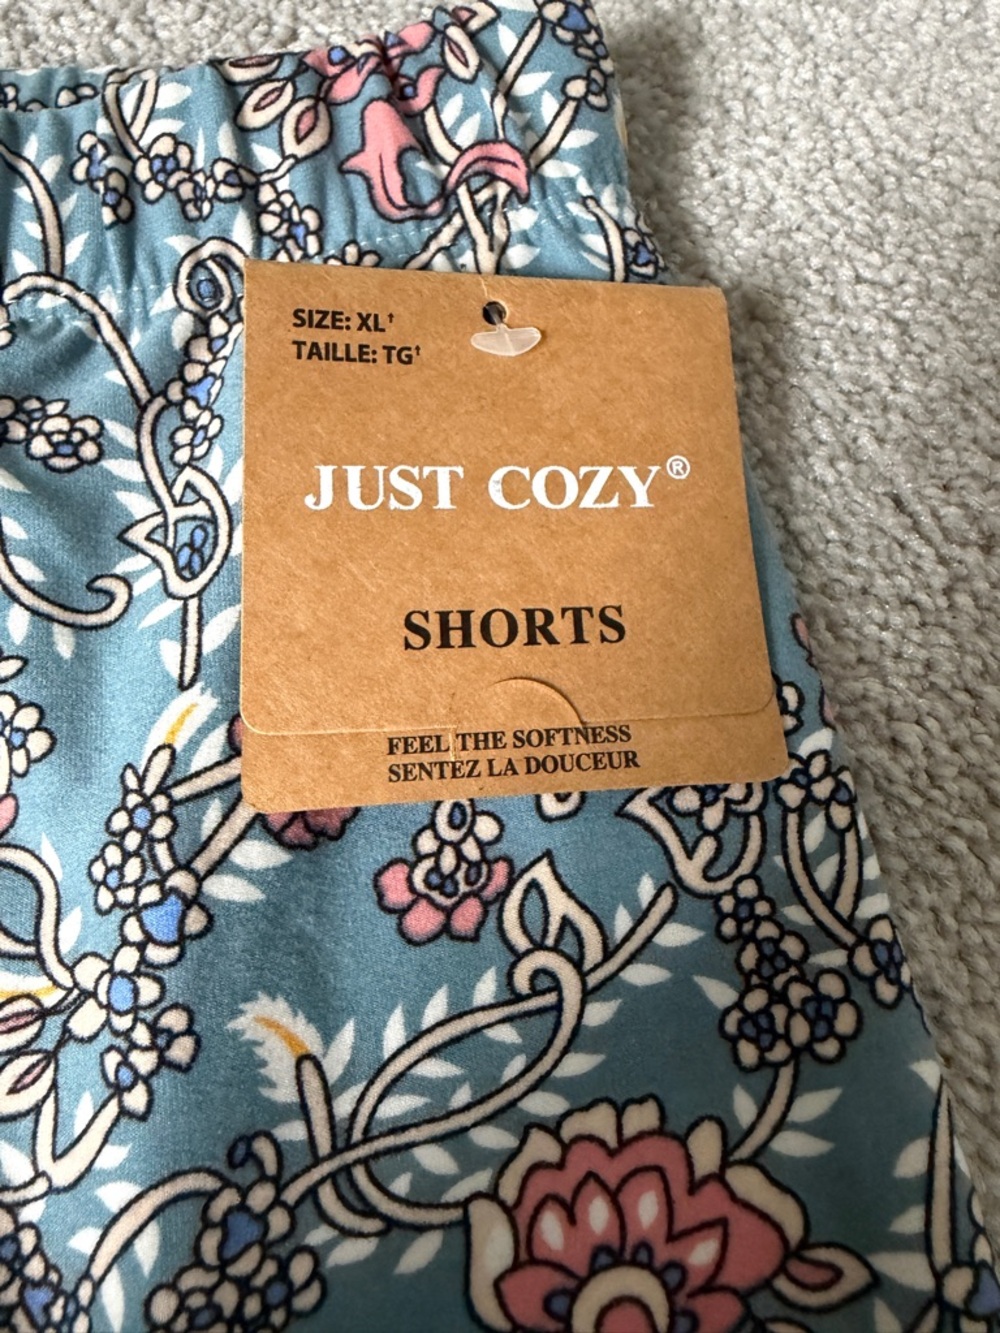 SIZE: XL†
TAILLE: TG†
JUST COZY®
SHORTS
FEEL THE SOFTNESS
SENTEZ LA DOUCEUR